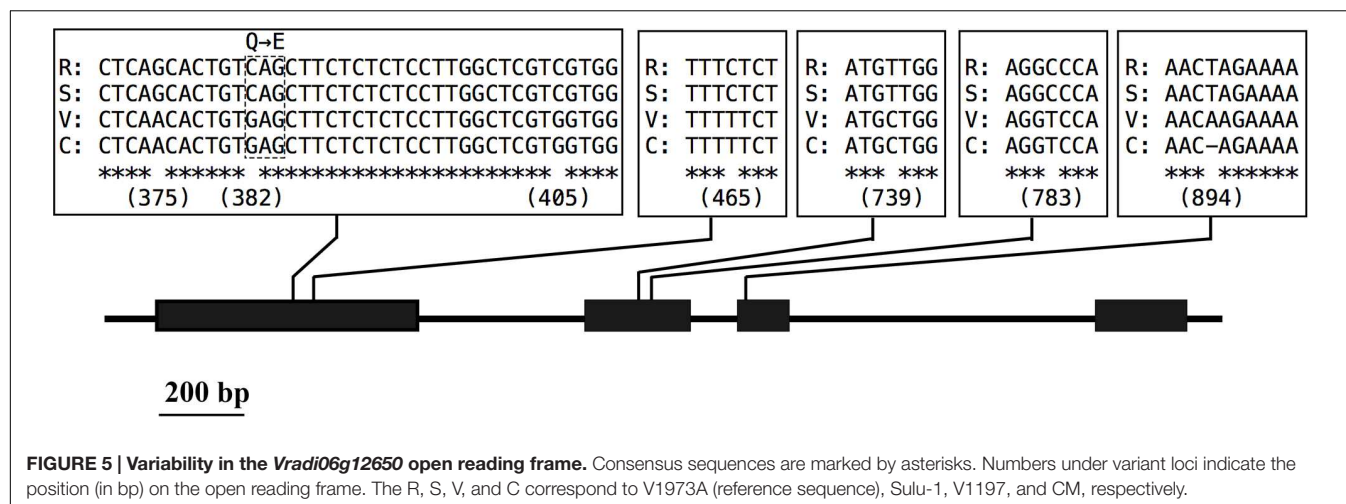 Q→E
R: CTCAGCACTGTCAGCTTCTCTCTCCTTGGCTCGTCGTGG
S: CTCAGCACTGTCAGCTTCTCTCTCCTTGGCTCGTCGTGG
V: CTCAACACTGTGAGCTTCTCTCTCCTTGGCTCGTGGTGG
C: CTCAACACTGTGAGCTTCTCTCTCCTTGGCTCGTGGTGG
**** ****** ********************** ****
(375) (382) (405)
R: TTTCTCT
S: TTTCTCT
V: TTTTTCT
C: TTTTTCT
*** ***
(465)
R: ATGTTGG
S: ATGTTGG
V: ATGCTGG
C: ATGCTGG
*** ***
(739)
R: AGGCCCA
S: AGGCCCA
V: AGGTCCA
C: AGGTCCA
*** ***
(783)
R: AACTAGAAAA
S: AACTAGAAAA
V: AACAAGAAAA
C: AAC–AGAAAA
*** ******
(894)
200 bp
FIGURE 5 | Variability in the Vradi06g12650 open reading frame. Consensus sequences are marked by asterisks. Numbers under variant loci indicate the
position (in bp) on the open reading frame. The R, S, V, and C correspond to V1973A (reference sequence), Sulu-1, V1197, and CM, respectively.